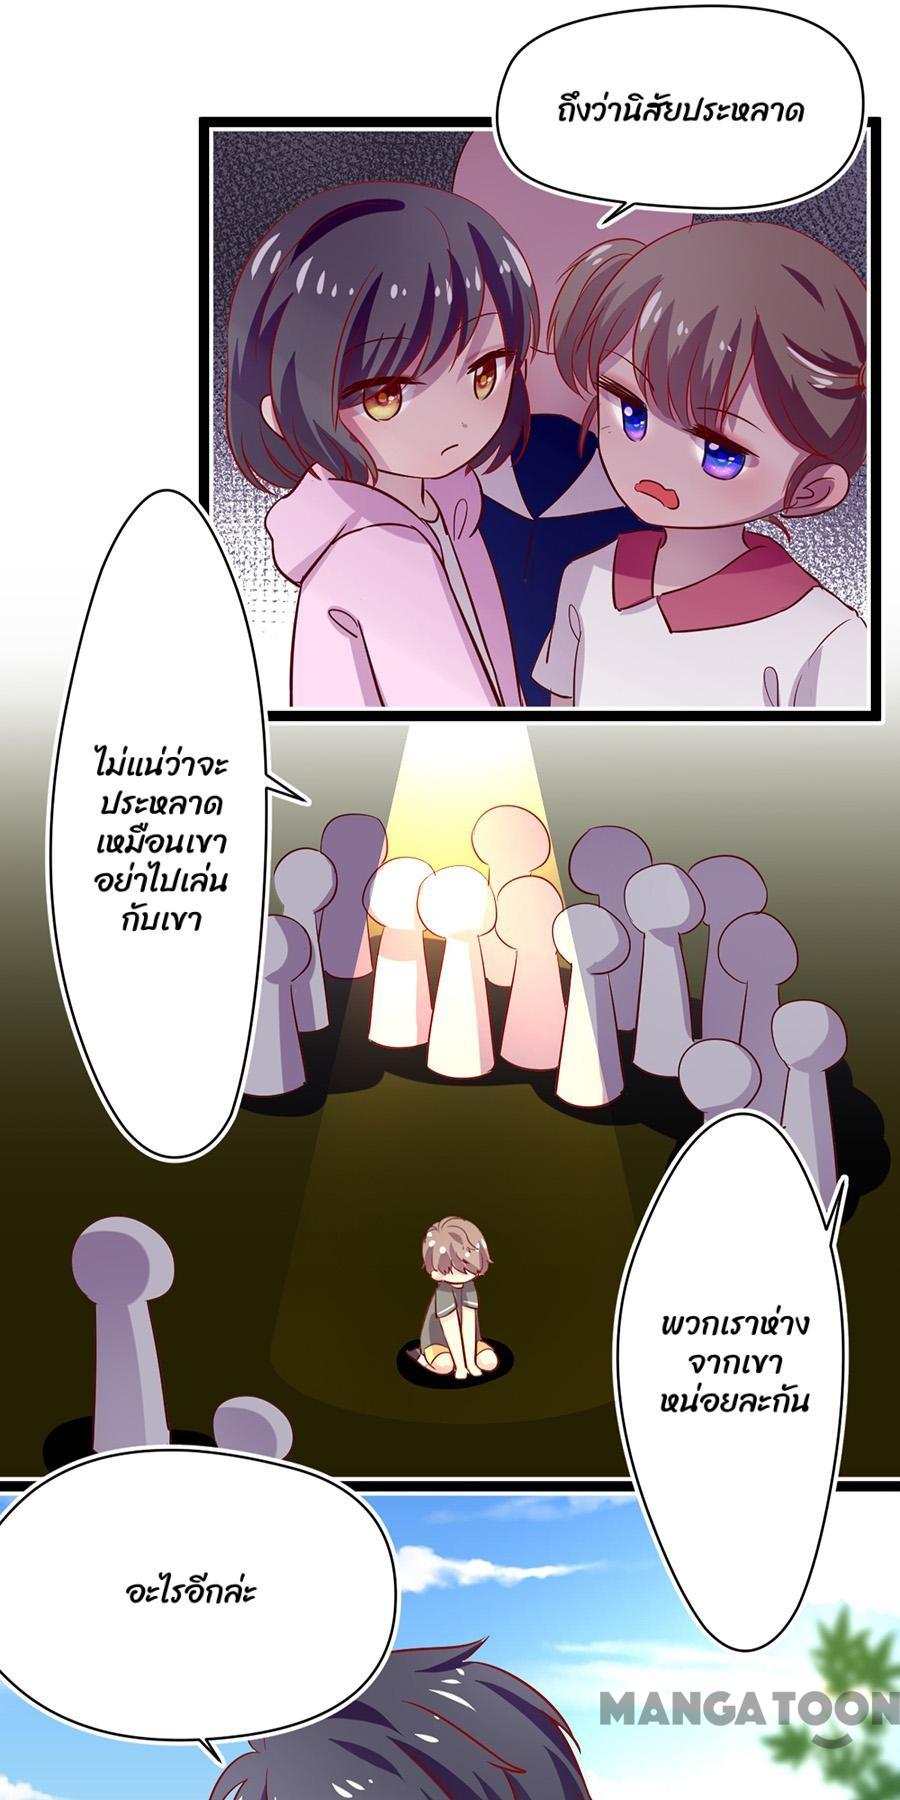 ถึงว่านิสัยประหลาด
ไม่แน่ว่าจะ
ประหลาด
เหมือนเขา
อย่าไปเล่น
กับเขา
พวกเราห่าง
จากเขา
หน่อยละกัน
อะไรอีกล่ะ
MANGATOON